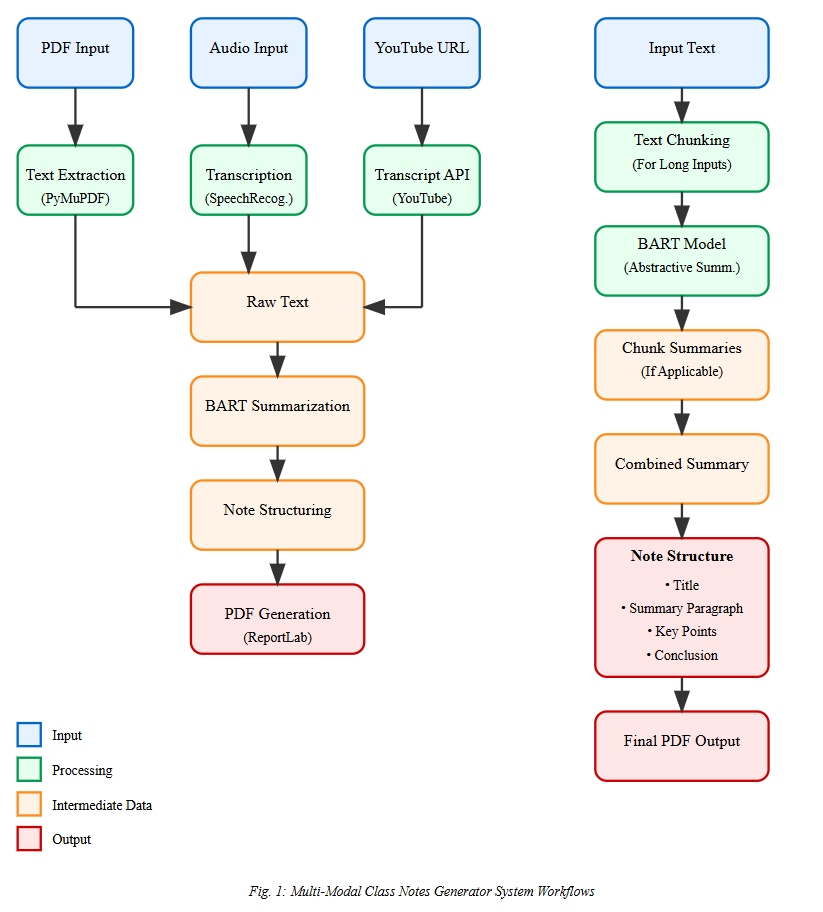 PDF Input
Audio Input
YouTube URL
Text Extraction
(PyMuPDF)
Transcription
(SpeechRecog.)
Transcript API
(YouTube)
Raw Text
BART Summarization
Note Structuring
PDF Generation
(ReportLab)
Input Text
Text Chunking
(For Long Inputs)
BART Model
(Abstractive Summ.)
Chunk Summaries
(If Applicable)
Combined Summary
Note Structure
• Title
• Summary Paragraph
• Key Points
• Conclusion
Final PDF Output
Input
Processing
Intermediate Data
Output
Fig. 1: Multi-Modal Class Notes Generator System Workflows